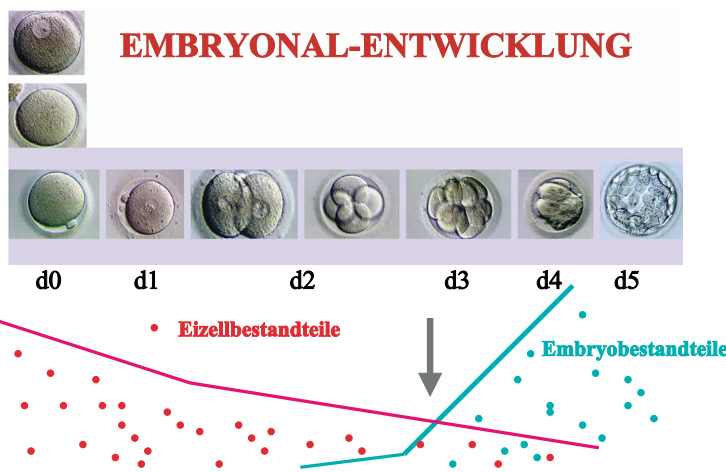 EMBRYONAL-ENTWICKLUNG
d0 d1 d2 d3 d4 d5
Eizellbestandteile
Embryobestandteile